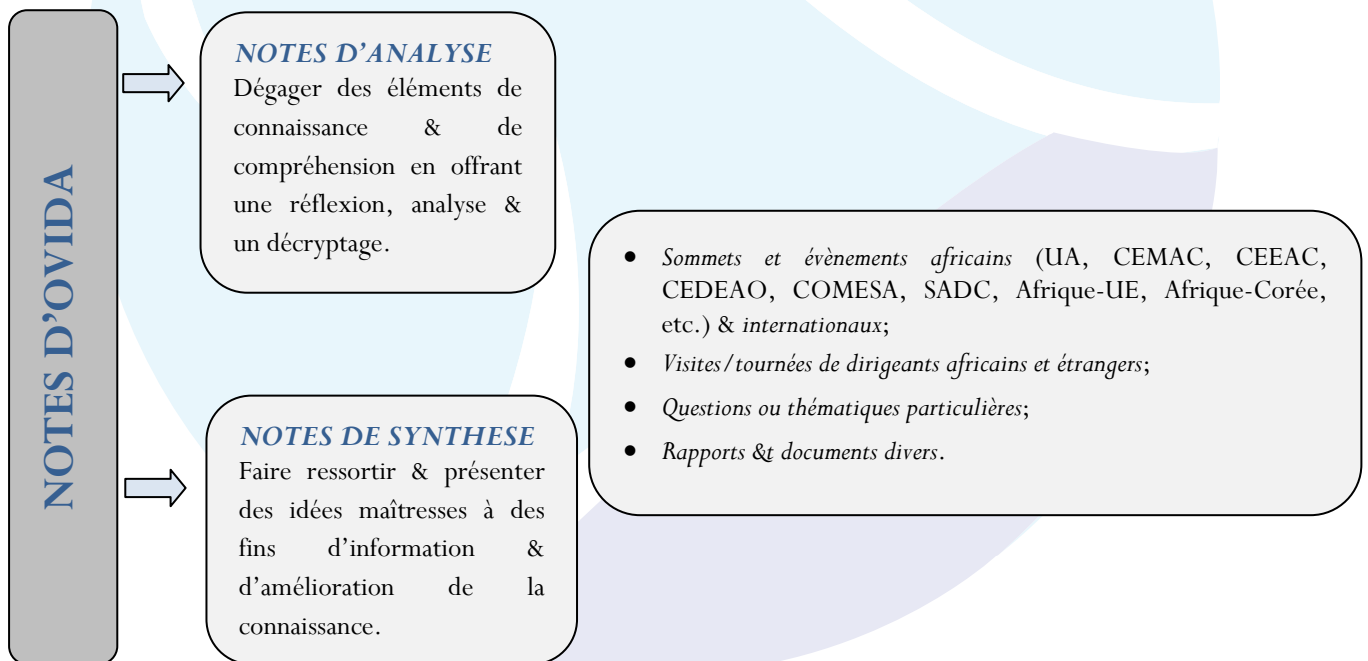 NOTES D'OVIDA
NOTES D'ANALYSE
Dégager des éléments de
connaissance & de
compréhension en offrant
une réflexion, analyse &
un décryptage.
NOTES DE SYNTHESE
Faire ressortir & présenter
des idées maîtresses à des
fins d'information &
d'amélioration de la
connaissance.
• Sommets et évènements africains (UA, CEMAC, CEEAC,
CEDEAO, COMESA, SADC, Afrique-UE, Afrique-Corée,
etc.) & internationaux;
• Visites/tournées de dirigeants africains et étrangers;
• Questions ou thématiques particulières;
• Rapports &t documents divers.